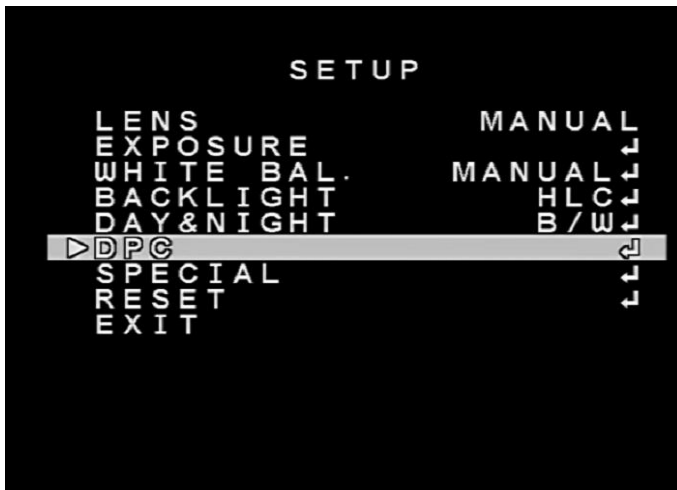 SETUP
LENS MANUAL
EXPOSURE ↲
WHITE BAL. MANUAL↲
BACKLIGHT HLC↲
DAY&NIGHT B/W↲
▷DPC ↲
SPECIAL ↲
RESET ↲
EXIT